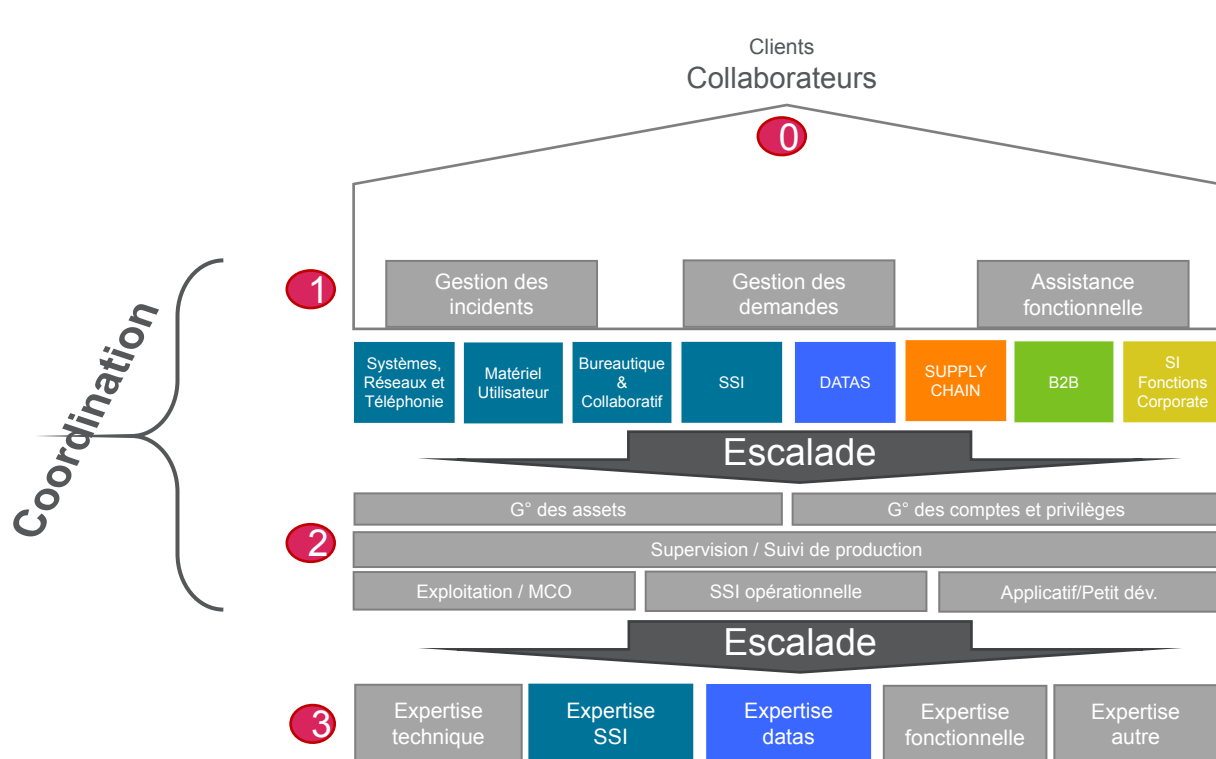 Clients
Collaborateurs
0
Coordination
1
Gestion des
incidents
Gestion des
demandes
Assistance
fonctionnelle
Systèmes,
Réseaux et
Téléphonie
Matériel
Utilisateur
Bureautique
&
Collaboratif
SSI
DATAS
SUPPLY
CHAIN
B2B
SI
Fonctions
Corporate
Escalade
2
G° des assets
G° des comptes et privilèges
Supervision / Suivi de production
Exploitation / MCO
SSI opérationnelle
Applicatif/Petit dév.
Escalade
3
Expertise
technique
Expertise
SSI
Expertise
datas
Expertise
fonctionnelle
Expertise
autre